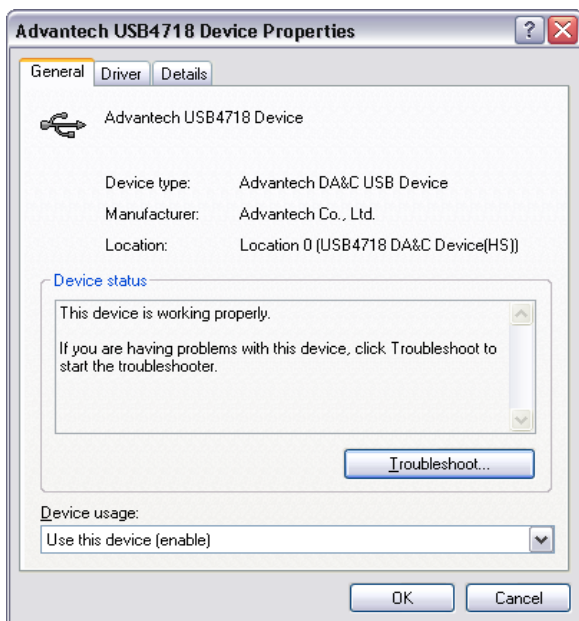 Advantech USB4718 Device Properties
General Driver Details
Advantech USB4718 Device
Device type: Advantech DA&C USB Device
Manufacturer: Advantech Co., Ltd.
Location: Location 0 (USB4718 DA&C Device(HS))
Device status
This device is working properly.
If you are having problems with this device, click Troubleshoot to
start the troubleshooter.
Troubleshoot...
Device usage:
Use this device (enable)
OK Cancel